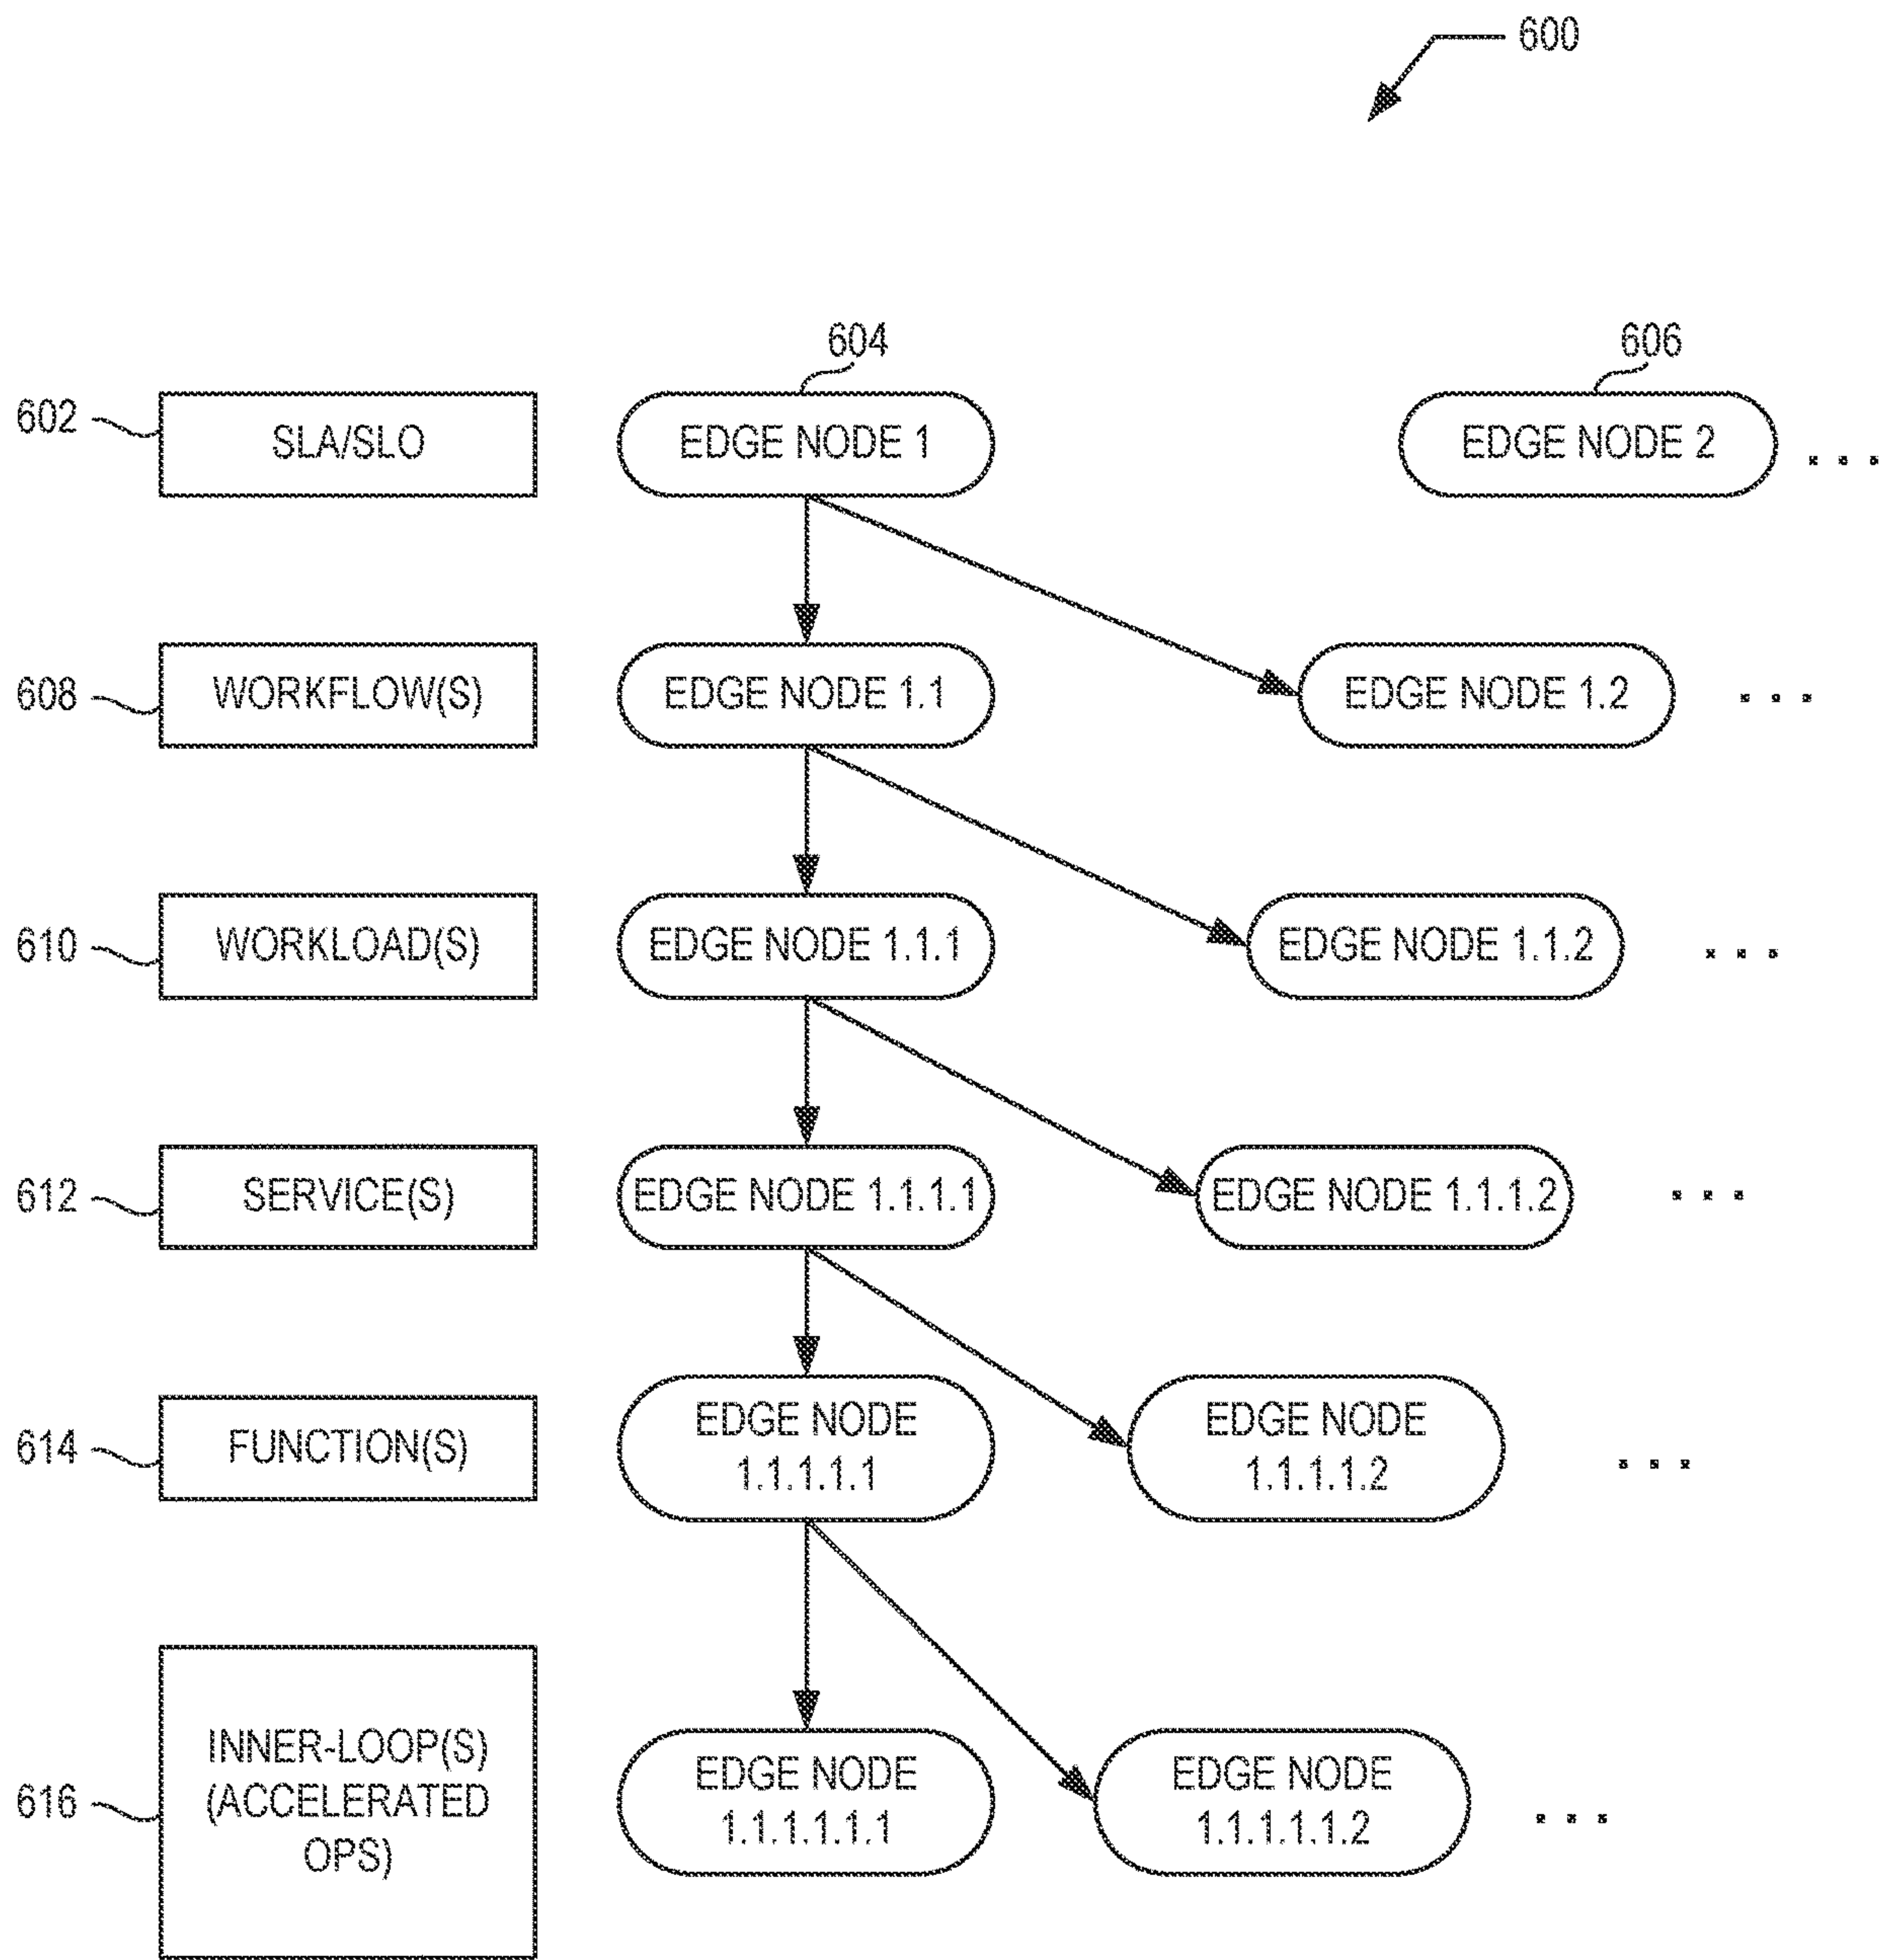 600
604
606
602
SLA/SLO
EDGE NODE 1
EDGE NODE 2
...
608
WORKFLOW(S)
EDGE NODE 1.1
EDGE NODE 1.2
...
610
WORKLOAD(S)
EDGE NODE 1.1.1
EDGE NODE 1.1.2
...
612
SERVICE(S)
EDGE NODE 1.1.1.1
EDGE NODE 1.1.1.2
...
614
FUNCTION(S)
EDGE NODE
1.1.1.1.1
EDGE NODE
1.1.1.1.2
...
616
INNER-LOOP(S)
(ACCELERATED
OPS)
EDGE NODE
1.1.1.1.1.1
EDGE NODE
1.1.1.1.1.2
...